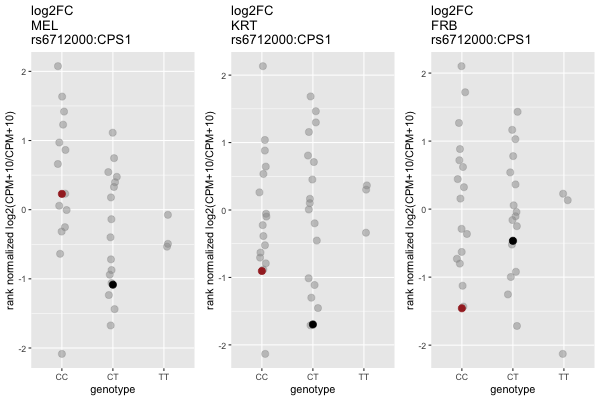 log2FC
MEL
rs6712000:CPS1
rank normalized log2(CPM+10/CPM+10)
2
1
0
-1
-2
CC
CT
TT
genotype
log2FC
KRT
rs6712000:CPS1
rank normalized log2(CPM+10/CPM+10)
2
1
0
-1
-2
CC
CT
TT
genotype
log2FC
FRB
rs6712000:CPS1
rank normalized log2(CPM+10/CPM+10)
2
1
0
-1
-2
CC
CT
TT
genotype